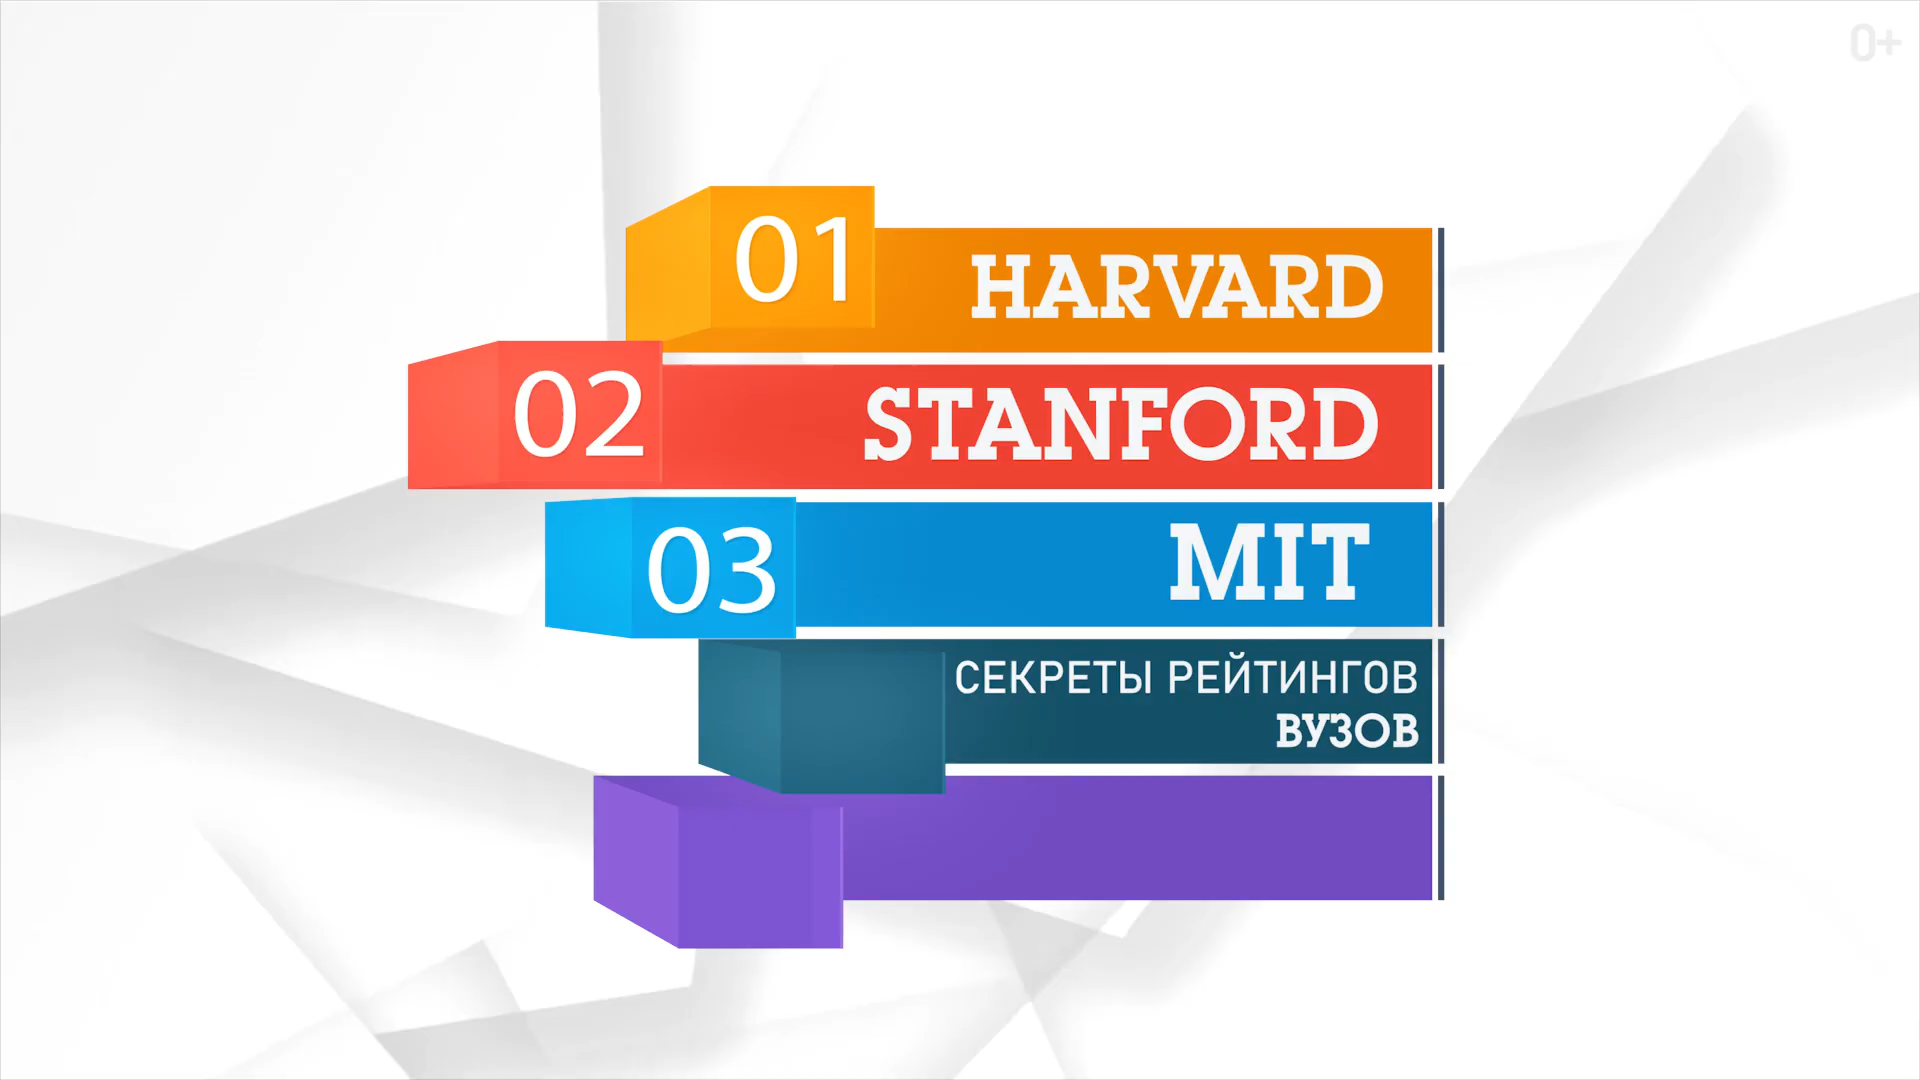 0+
01 HARVARD
02 STANFORD
03 MIT
СЕКРЕТЫ РЕЙТИНГОВ
ВУЗОВ